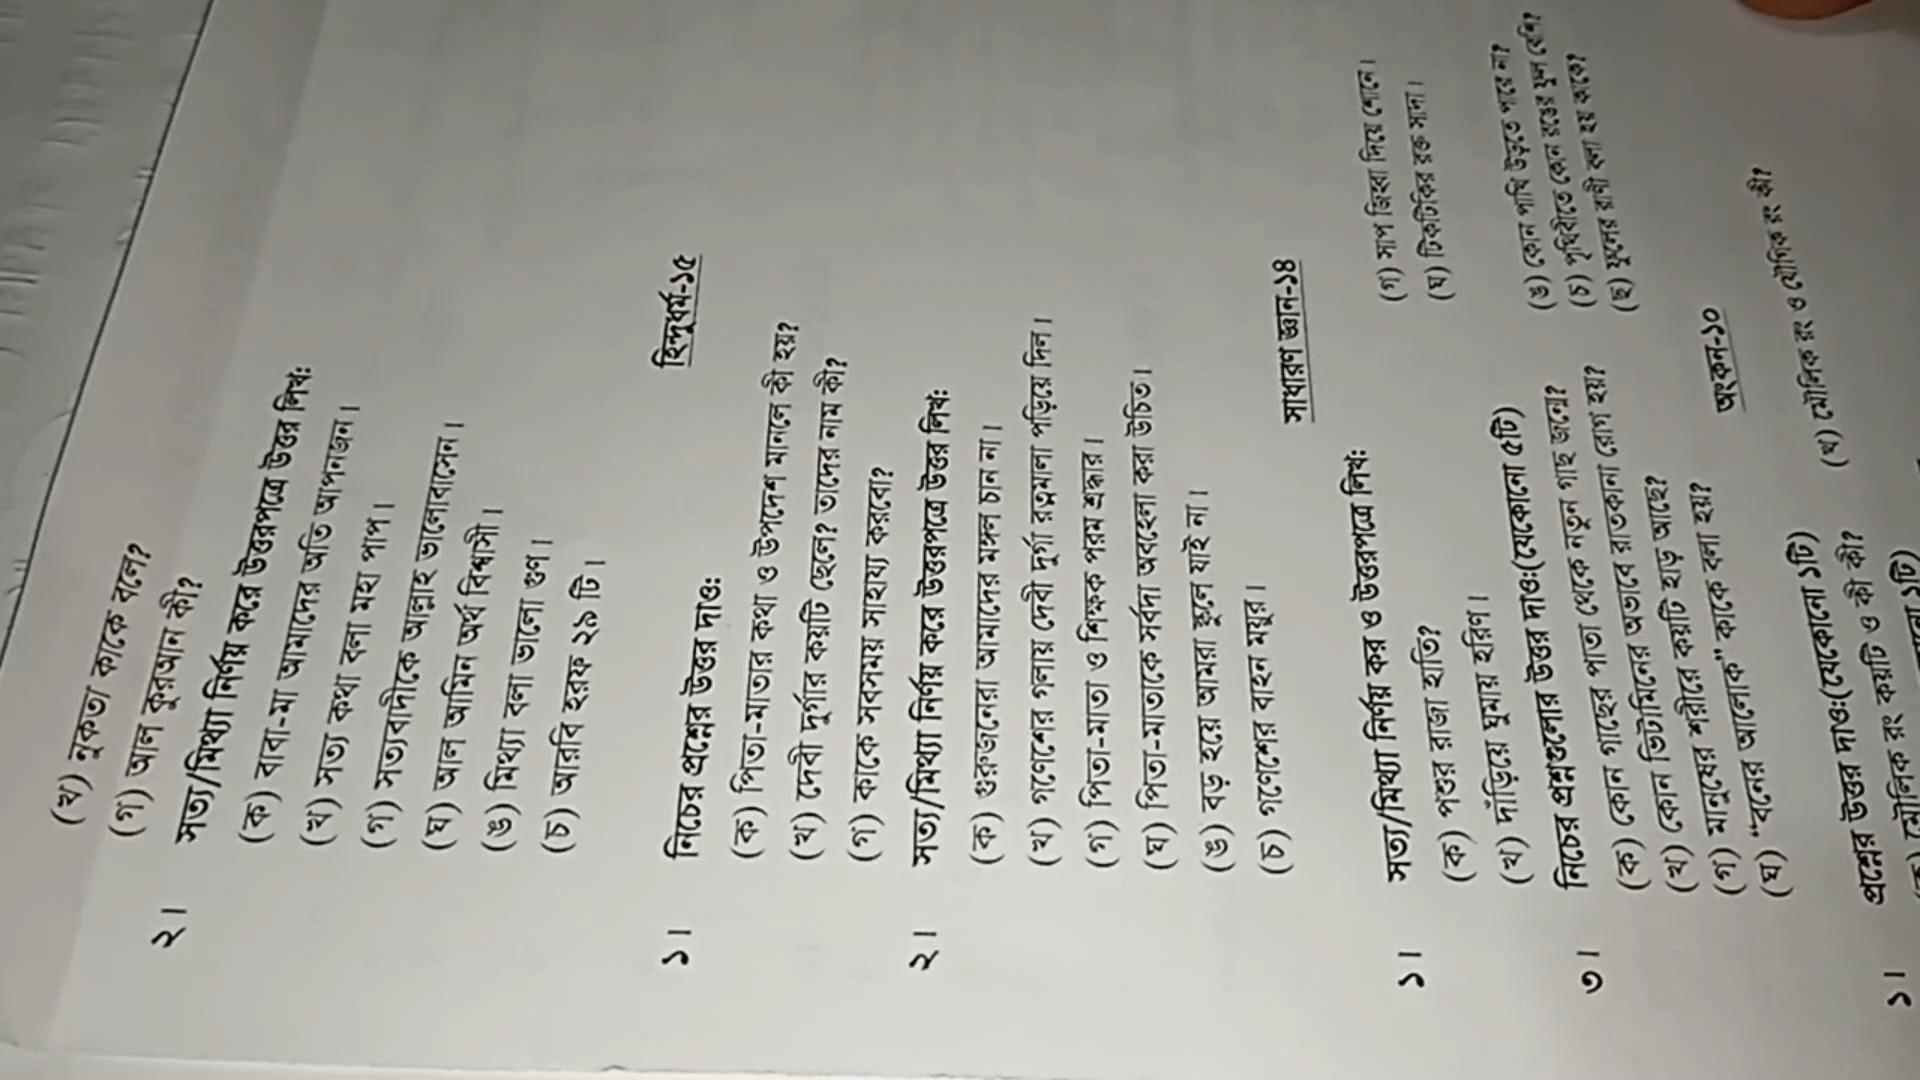 (খ) নুকতা কাকে বলে?
(গ) আল কুরআন কী?
২। সত্য/মিথ্যা নির্ণয় করে উত্তরপত্রে উত্তর লিখ:
(ক) বাবা-মা আমাদের অতি আপনজন।
(খ) সত্য কথা বলা মহা পাপ।
(গ) সত্যবাদীকে আল্লাহ ভালোবাসেন।
(ঘ) আল আমিন অর্থ বিশ্বাসী।
(ঙ) মিথ্যা বলা ভালো গুণ।
(চ) আরবি হরফ ২৯ টি।
হিন্দুধর্ম-১৫
১। নিচের প্রশ্নের উত্তর দাও:
(ক) পিতা-মাতার কথা ও উপদেশ মানলে কী হয়?
(খ) দেবী দুর্গার কয়টি ছেলে? তাদের নাম কী?
(গ) কাকে সবসময় সাহায্য করবো?
২। সত্য/মিথ্যা নির্ণয় করে উত্তরপত্রে উত্তর লিখ:
(ক) গুরুজনেরা আমাদের মঙ্গল চান না।
(খ) গণেশের গলায় দেবী দুর্গা রত্নমালা পড়িয়ে দিল।
(গ) পিতা-মাতা ও শিক্ষক পরম শ্রদ্ধার।
(ঘ) পিতা-মাতাকে সর্বদা অবহেলা করা উচিত।
(ঙ) বড় হয়ে আমরা ভুলে যাই না।
(চ) গণেশের বাহন ময়ুর।
সাধারণ জ্ঞান-১৪
১। সত্য/মিথ্যা নির্ণয় কর ও উত্তরপত্রে লিখ:
(ক) পশুর রাজা হাতি? (গ) সাপ জিহবা দিয়ে শোনে।
(খ) দাঁড়িয়ে ঘুমায় হরিণ। (ঘ) টিকটিকির রক্ত সাদা।
৩। নিচের প্রশ্নগুলোর উত্তর দাও:(যেকোনো ৫টি)
(ক) কোন গাছের পাতা থেকে নতুন গাছ জন্মে? (ঙ) কোন পাখি উড়তে পারে না?
(খ) কোন ভিটামিনের অভাবে রাতকানা রোগ হয়? (চ) পৃথিবীতে কোন রঙের ফুল বেশি?
(গ) মানুষের শরীরে কয়টি হাড় আছে? (ছ) ফুলের রাণী বলা হয় কাকে?
(ঘ) "বনের আলোক" কাকে বলা হয়?
অংকন-১০
১। প্রশ্নের উত্তর দাও:(যেকোনো ১টি)
(ক) মৌলিক রং কয়টি ও কী কী? (খ) মৌলিক রং ও যৌগিক রং কী?